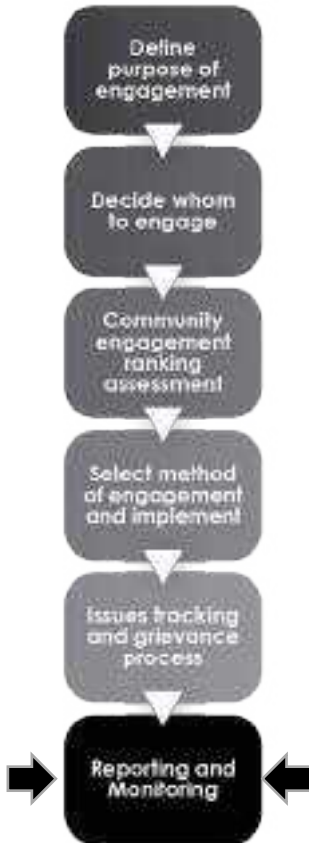 Define
purpose of
engagement
Decide whom
to engage
Community
engagement
ranking
assessment
Select method
of engagement
and implement
Issues tracking
and grievance
process
Reporting and
Monitoring